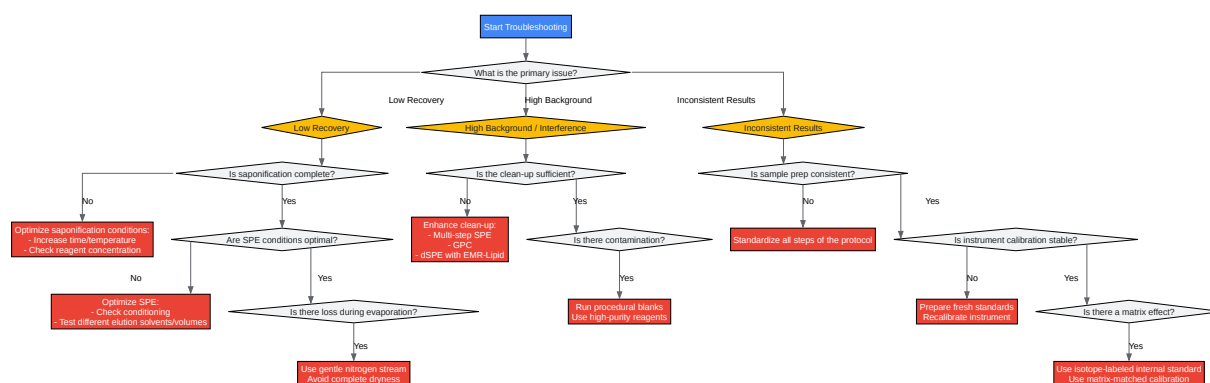 Start Troubleshooting
What is the primary issue?
Low Recovery
High Background
Inconsistent Results
Low Recovery
High Background / Interference
Inconsistent Results
Is saponification complete?
Is the clean-up sufficient?
Is sample prep consistent?
No
Yes
No
Yes
No
Yes
Optimize saponification conditions:
- Increase time/temperature
- Check reagent concentration
Are SPE conditions optimal?
Enhance clean-up:
- Multi-step SPE
- GPC
- dSPE with EMR-Lipid
Is there contamination?
Standardize all steps of the protocol
Is instrument calibration stable?
No
Yes
Yes
No
Yes
Optimize SPE:
- Check conditioning
- Test different elution solvents/volumes
Is there loss during evaporation?
Run procedural blanks
Use high-purity reagents
Prepare fresh standards
Recalibrate instrument
Is there a matrix effect?
Yes
Yes
Use gentle nitrogen stream
Avoid complete dryness
Use isotope-labeled internal standard
Use matrix-matched calibration